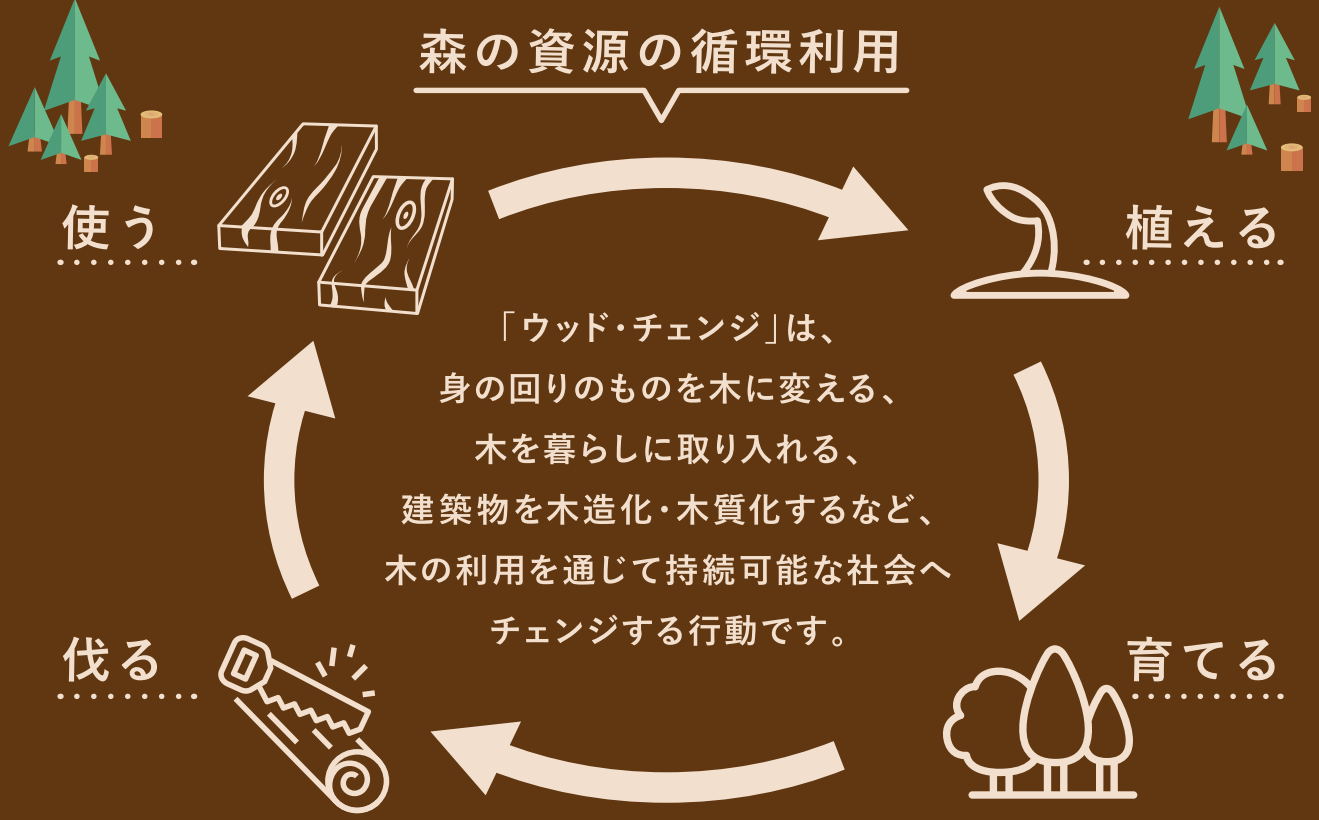 森の資源の循環利用
使う
植える
「ウッド・チェンジ」は、
身の回りのものを木に変える、
木を暮らしに取り入れる、
建築物を木造化・木質化するなど、
木の利用を通じて持続可能な社会へ
チェンジする行動です。
伐る
育てる